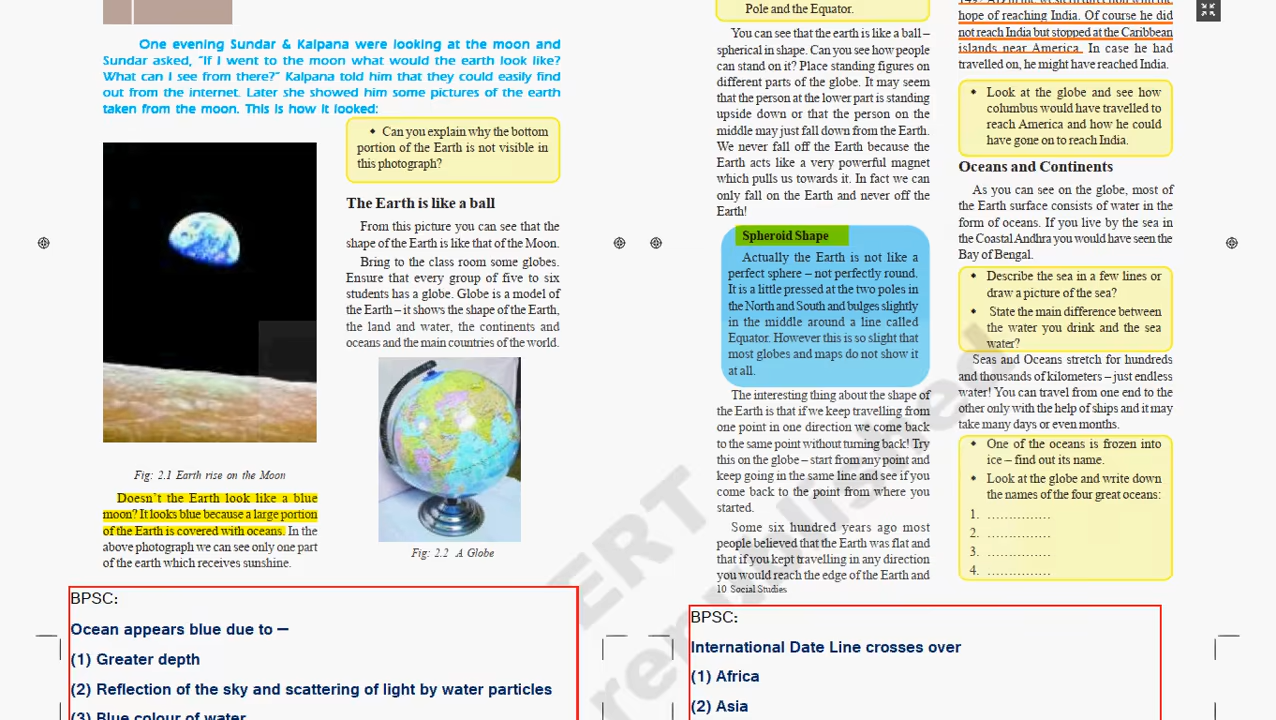 One evening Sundar & Kalpana were looking at the moon and
Sundar asked, "If I went to the moon what would the earth look like?
What can I see from there?" Kalpana told him that they could easily find
out from the internet. Later she showed him some pictures of the earth
taken from the moon. This is how it looked:
Fig: 2.1 Earth rise on the Moon
Doesn't the Earth look like a blue
moon? It looks blue because a large portion
of the Earth is covered with oceans. In the
above photograph we can see only one part
of the earth which receives sunshine.
• Can you explain why the bottom
portion of the Earth is not visible in
this photograph?
The Earth is like a ball
From this picture you can see that the
shape of the Earth is like that of the Moon.
Bring to the class room some globes.
Ensure that every group of five to six
students has a globe. Globe is a model of
the Earth – it shows the shape of the Earth,
the land and water, the continents and
oceans and the main countries of the world.
Fig: 2.2 A Globe
BPSC:
Ocean appears blue due to —
(1) Greater depth
(2) Reflection of the sky and scattering of light by water particles
(3) Blue colour of water
Pole and the Equator.
You can see that the earth is like a ball –
spherical in shape. Can you see how people
can stand on it? Place standing figures on
different parts of the globe. It may seem
that the person at the lower part is standing
upside down or that the person on the
middle may just fall down from the Earth.
We never fall off the Earth because the
Earth acts like a very powerful magnet
which pulls us towards it. In fact we can
only fall on the Earth and never off the
Earth!
Spheroid Shape
Actually the Earth is not like a
perfect sphere – not perfectly round.
It is a little pressed at the two poles in
the North and South and bulges slightly
in the middle around a line called
Equator. However this is so slight that
most globes and maps do not show it
at all.
The interesting thing about the shape of
the Earth is that if we keep travelling from
one point in one direction we come back
to the same point without turning back! Try
this on the globe – start from any point and
keep going in the same line and see if you
come back to the point from where you
started.
Some six hundred years ago most
people believed that the Earth was flat and
that if you kept travelling in any direction
you would reach the edge of the Earth and
10 Social Studies
hope of reaching India. Of course he did
not reach India but stopped at the Caribbean
islands near America. In case he had
travelled on, he might have reached India.
• Look at the globe and see how
columbus would have travelled to
reach America and how he could
have gone on to reach India.
Oceans and Continents
As you can see on the globe, most of
the Earth surface consists of water in the
form of oceans. If you live by the sea in
the Coastal Andhra you would have seen the
Bay of Bengal.
• Describe the sea in a few lines or
draw a picture of the sea?
• State the main difference between
the water you drink and the sea
water?
Seas and Oceans stretch for hundreds
and thousands of kilometers – just endless
water! You can travel from one end to the
other only with the help of ships and it may
take many days or even months.
• One of the oceans is frozen into
ice – find out its name.
• Look at the globe and write down
the names of the four great oceans:
1. ...............
2. ...............
3. ...............
4. ...............
BPSC:
International Date Line crosses over
(1) Africa
(2) Asia